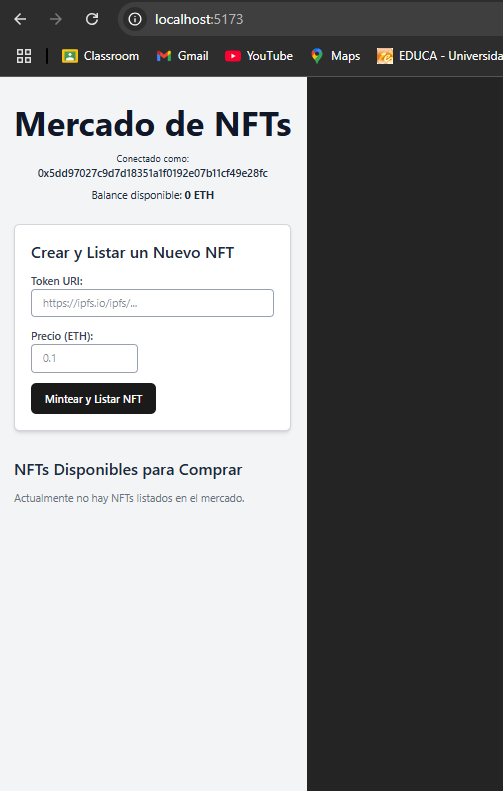 localhost:5173
Classroom
Gmail
YouTube
Maps
EDUCA - Universida
Mercado de NFTs
Conectado como:
0x5dd97027c9d7d18351a1f0192e07b11cf49e28fc
Balance disponible: 0 ETH
Crear y Listar un Nuevo NFT
Token URI:
https://ipfs.io/ipfs/...
Precio (ETH):
0.1
Mintear y Listar NFT
NFTs Disponibles para Comprar
Actualmente no hay NFTs listados en el mercado.